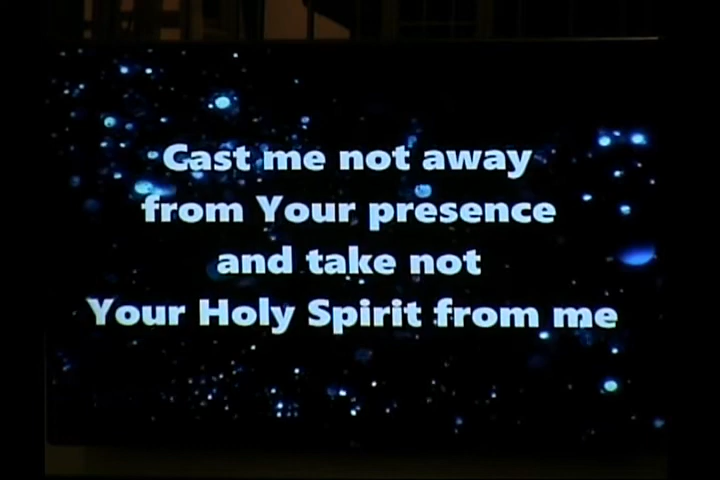 Cast me not away
from Your presence
and take not
Your Holy Spirit from me